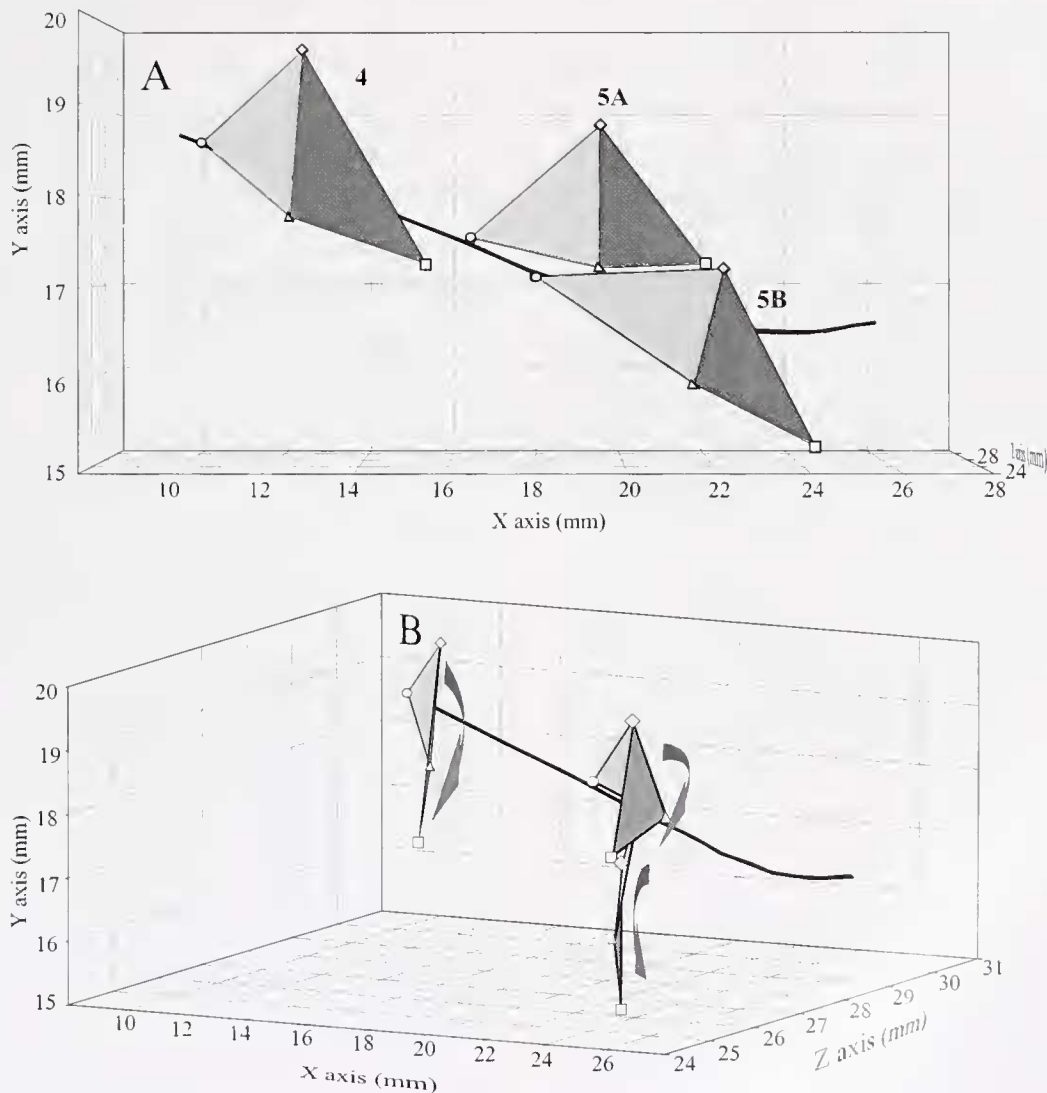 A
4
5A
5B
20
19
18
17
16
15
Y axis (mm)
10 12 14 16 18 20 22 24 26 28
X axis (mm)
28
24
B
20
19
18
17
16
15
Y axis (mm)
10 12 14 16 18 20 22 24 26
X axis (mm)
24 25 26 27 28 29 30 31
Z axis (mm)